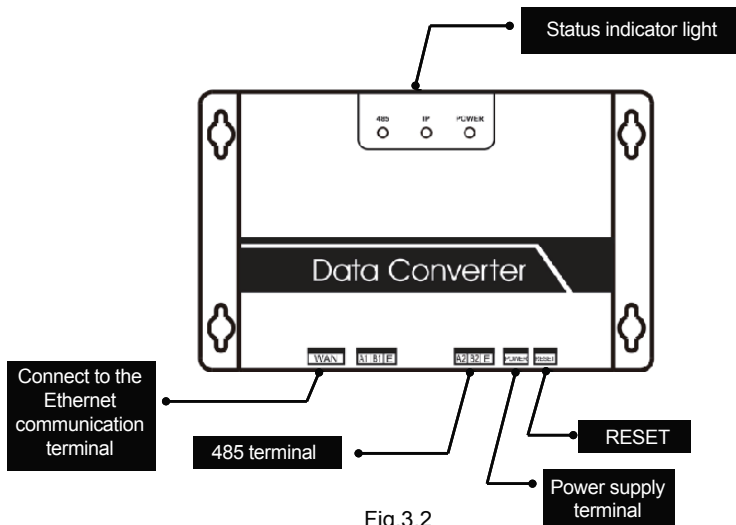 Status indicator light
485 IP POWER
Data Converter
WAN A1 B1 E A2 B2 E POWER RESET
Connect to the
Ethernet
communication
terminal
485 terminal
RESET
Power supply
terminal
Fig 3.2